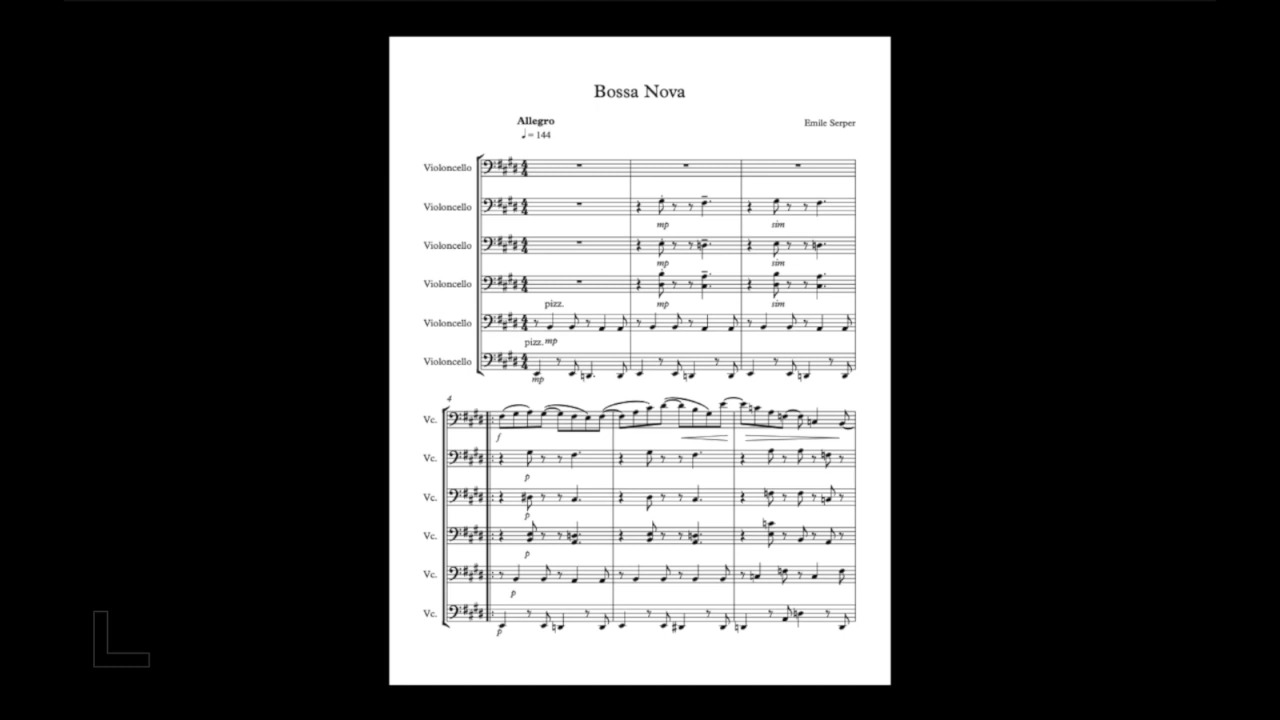 Bossa Nova
Allegro
♩= 144
Emile Serper
Violoncello
Violoncello
mp sim
Violoncello
mp sim
Violoncello
mp sim
pizz.
Violoncello
pizz. mp
Violoncello
mp
4
Vc.
f
Vc.
p
Vc.
p
Vc.
p
Vc.
p
Vc.
p